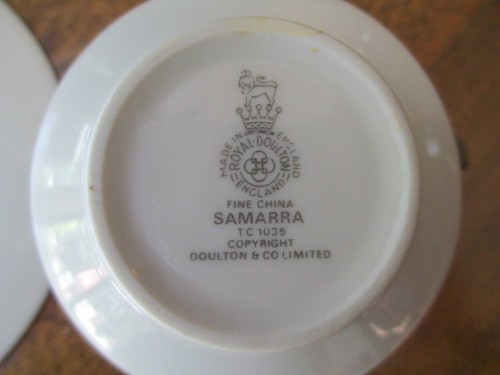 MADE IN ENGLAND
ROYAL·DOULTON
ENGLAND
FINE CHINA
SAMARRA
TC 1039
COPYRIGHT
DOULTON & CO LIMITED